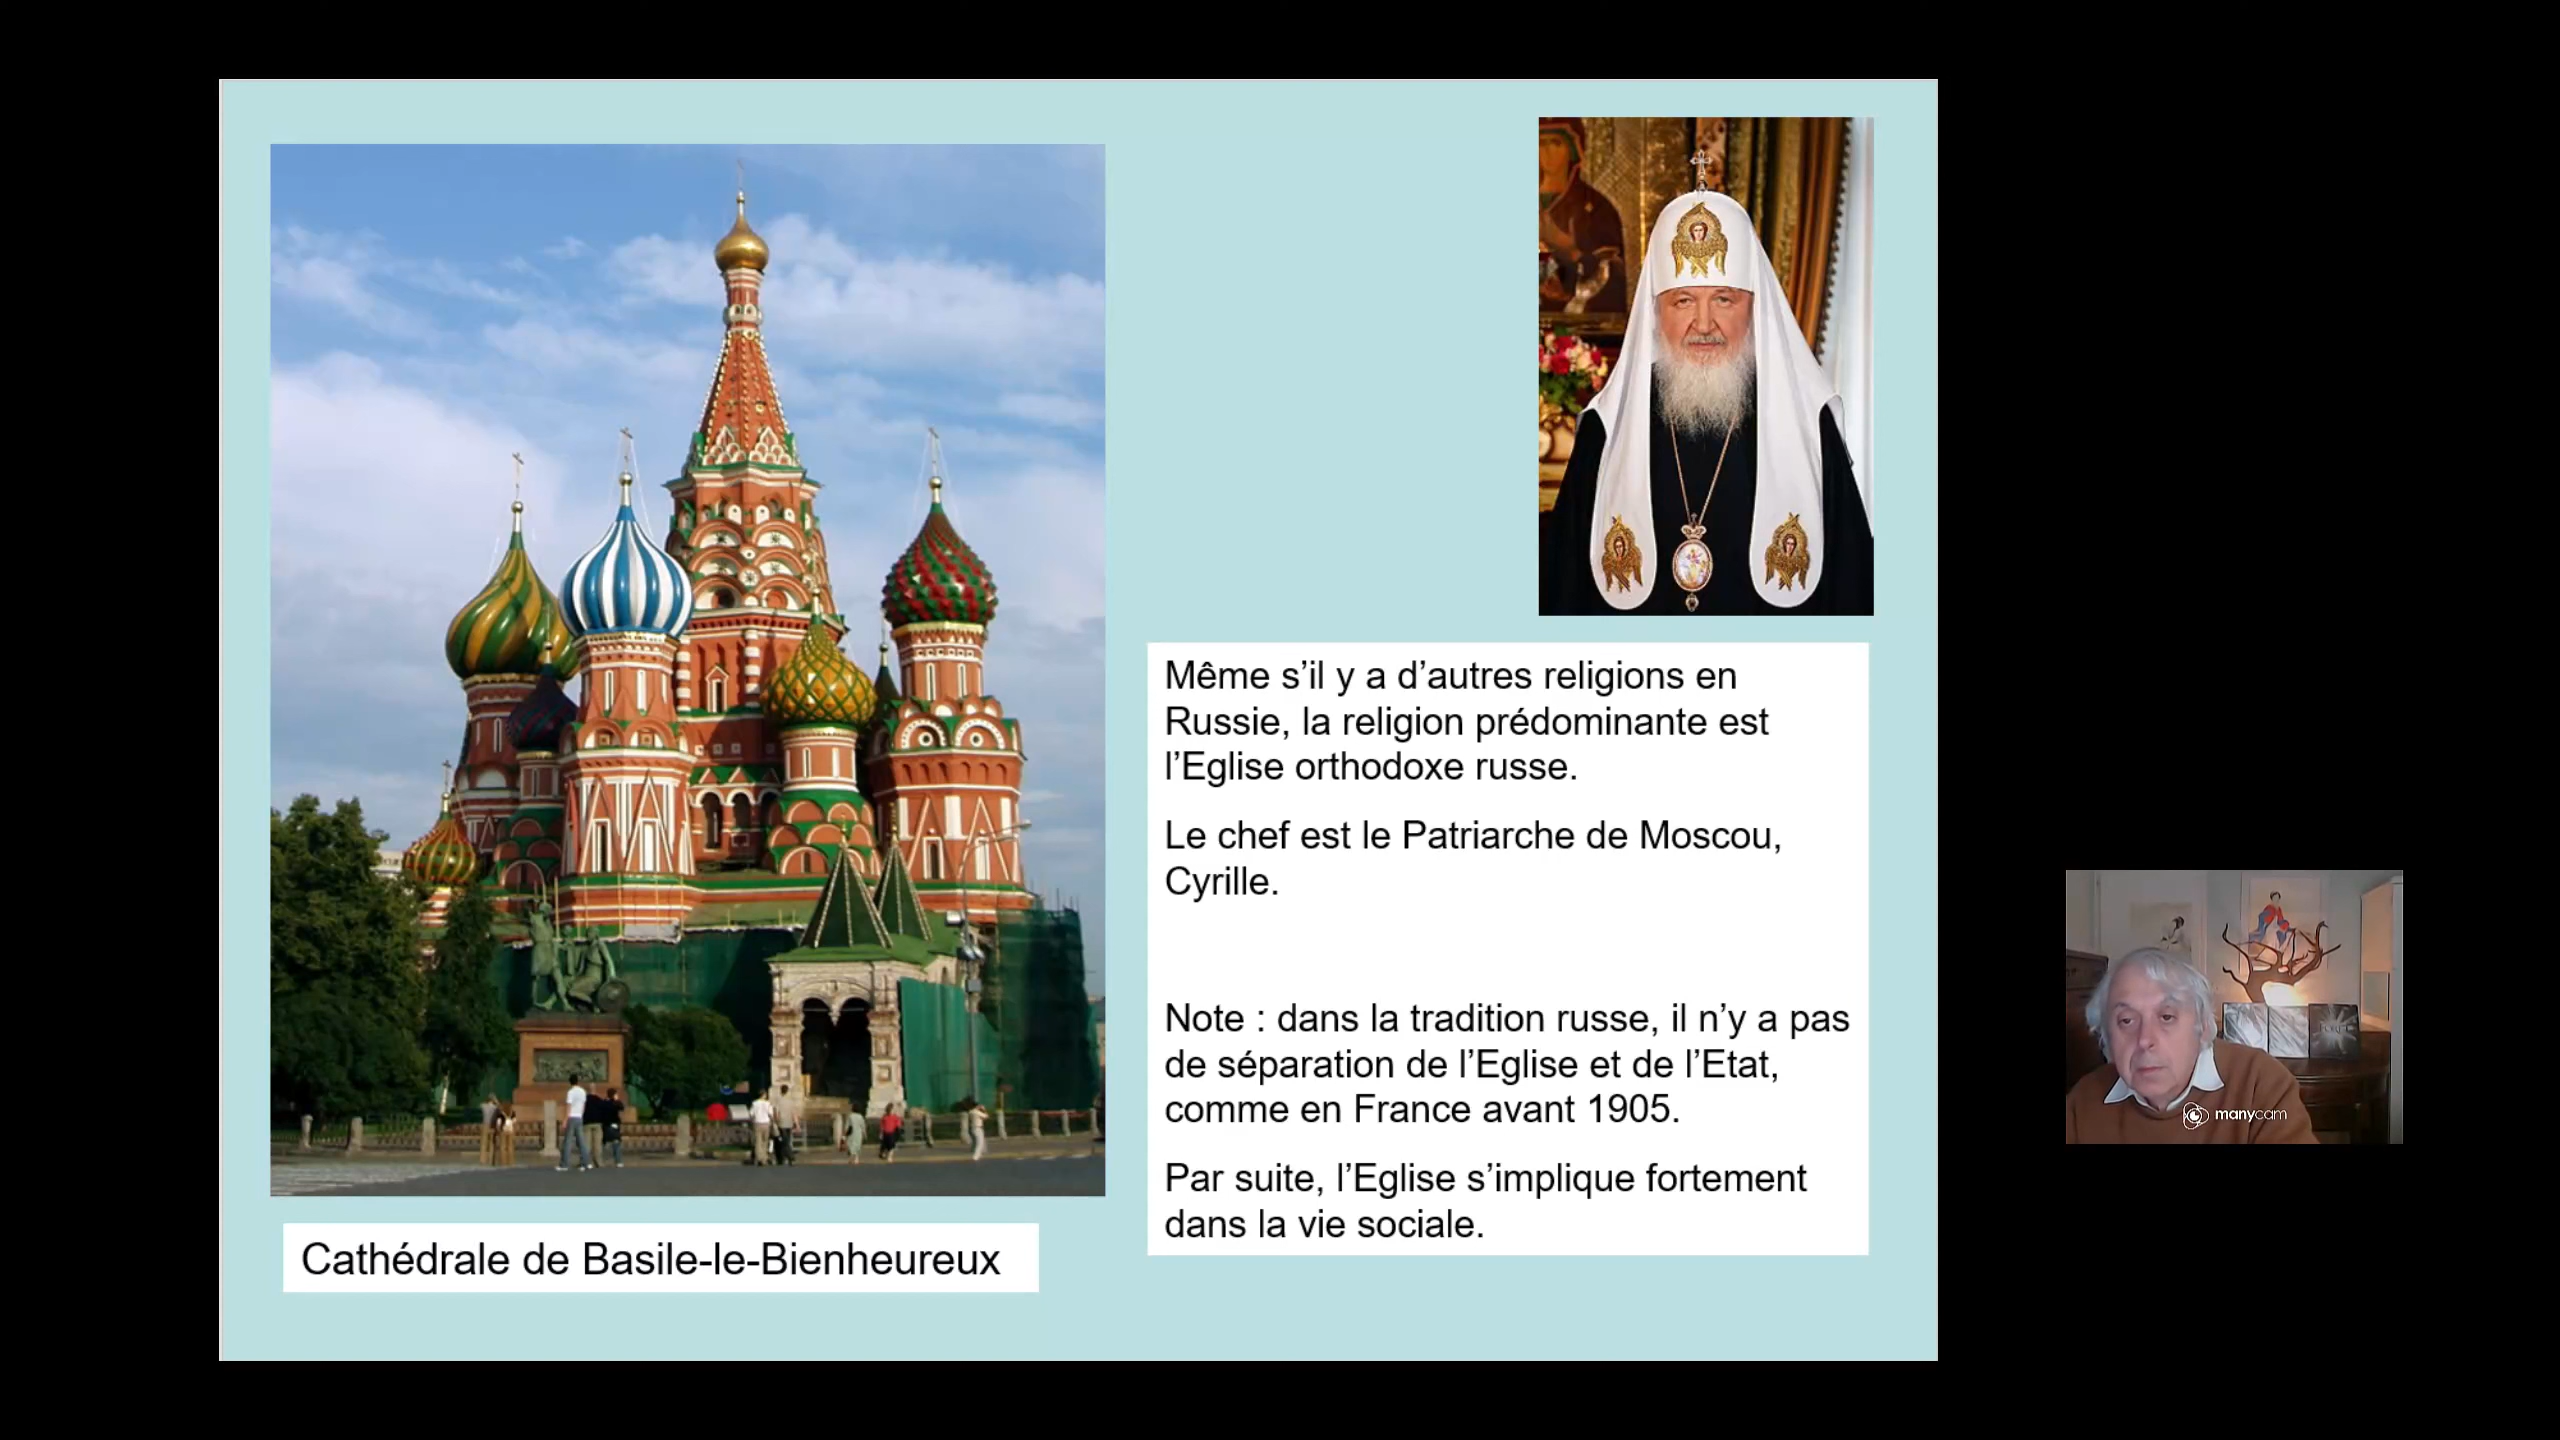 Même s’il y a d’autres religions en
Russie, la religion prédominante est
l’Eglise orthodoxe russe.
Le chef est le Patriarche de Moscou,
Cyrille.
Note : dans la tradition russe, il n’y a pas
de séparation de l’Eglise et de l’Etat,
comme en France avant 1905.
Par suite, l’Eglise s’implique fortement
dans la vie sociale.
Cathédrale de Basile-le-Bienheureux
manycam